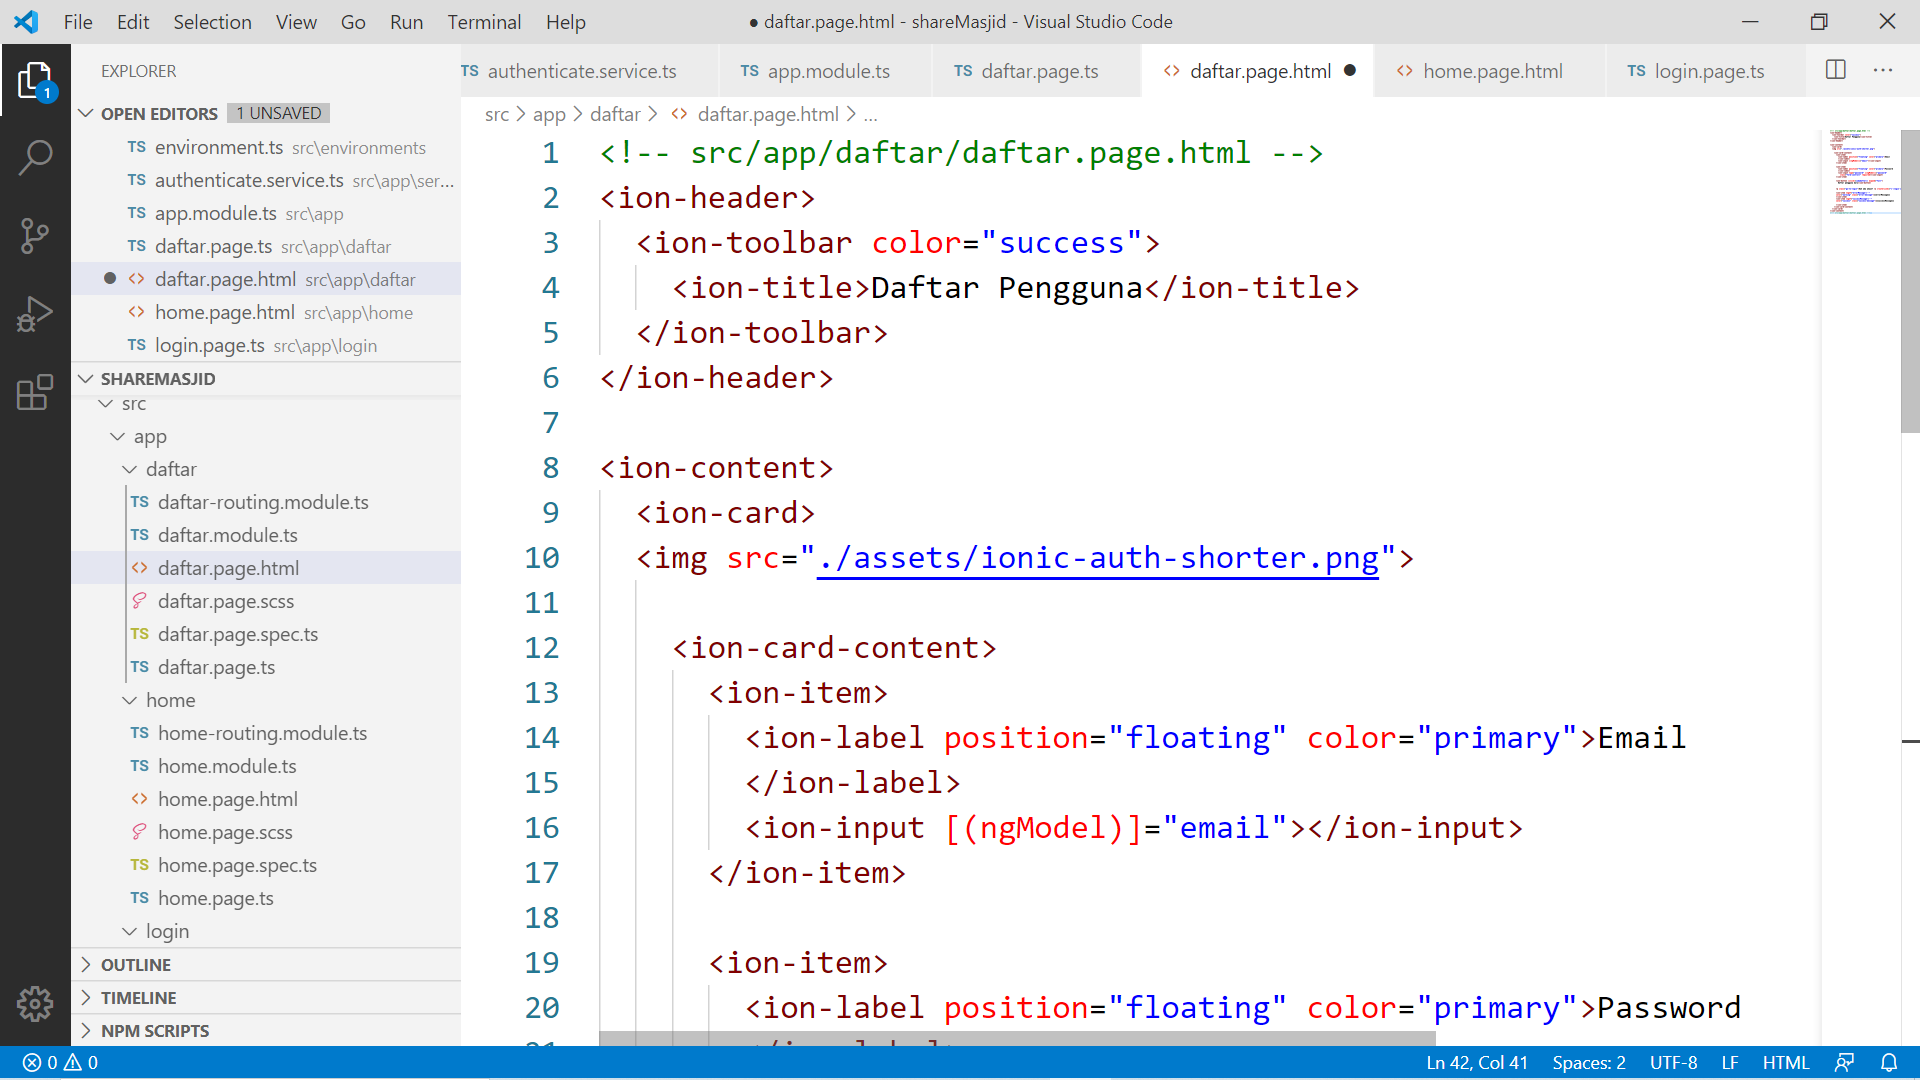 File Edit Selection View Go Run Terminal Help
● daftar.page.html - shareMasjid - Visual Studio Code
1
EXPLORER
OPEN EDITORS 1 UNSAVED
TS environment.ts src\environments
TS authenticate.service.ts src\app\ser...
TS app.module.ts src\app
TS daftar.page.ts src\app\daftar
● <> daftar.page.html src\app\daftar
<> home.page.html src\app\home
TS login.page.ts src\app\login
SHAREMASJID
src
app
daftar
TS daftar-routing.module.ts
TS daftar.module.ts
<> daftar.page.html
daftar.page.scss
TS daftar.page.spec.ts
TS daftar.page.ts
home
TS home-routing.module.ts
TS home.module.ts
<> home.page.html
home.page.scss
TS home.page.spec.ts
TS home.page.ts
login
OUTLINE
TIMELINE
NPM SCRIPTS
TS authenticate.service.ts TS app.module.ts TS daftar.page.ts <> daftar.page.html ● <> home.page.html TS login.page.ts ...
src > app > daftar > <> daftar.page.html > ...
1 <!-- src/app/daftar/daftar.page.html -->
2 <ion-header>
3   <ion-toolbar color="success">
4     <ion-title>Daftar Pengguna</ion-title>
5   </ion-toolbar>
6 </ion-header>
7
8 <ion-content>
9   <ion-card>
10   <img src="./assets/ionic-auth-shorter.png">
11
12     <ion-card-content>
13       <ion-item>
14         <ion-label position="floating" color="primary">Email
15         </ion-label>
16         <ion-input [(ngModel)]="email"></ion-input>
17       </ion-item>
18
19       <ion-item>
20         <ion-label position="floating" color="primary">Password
0 0
Ln 42, Col 41 Spaces: 2 UTF-8 LF HTML